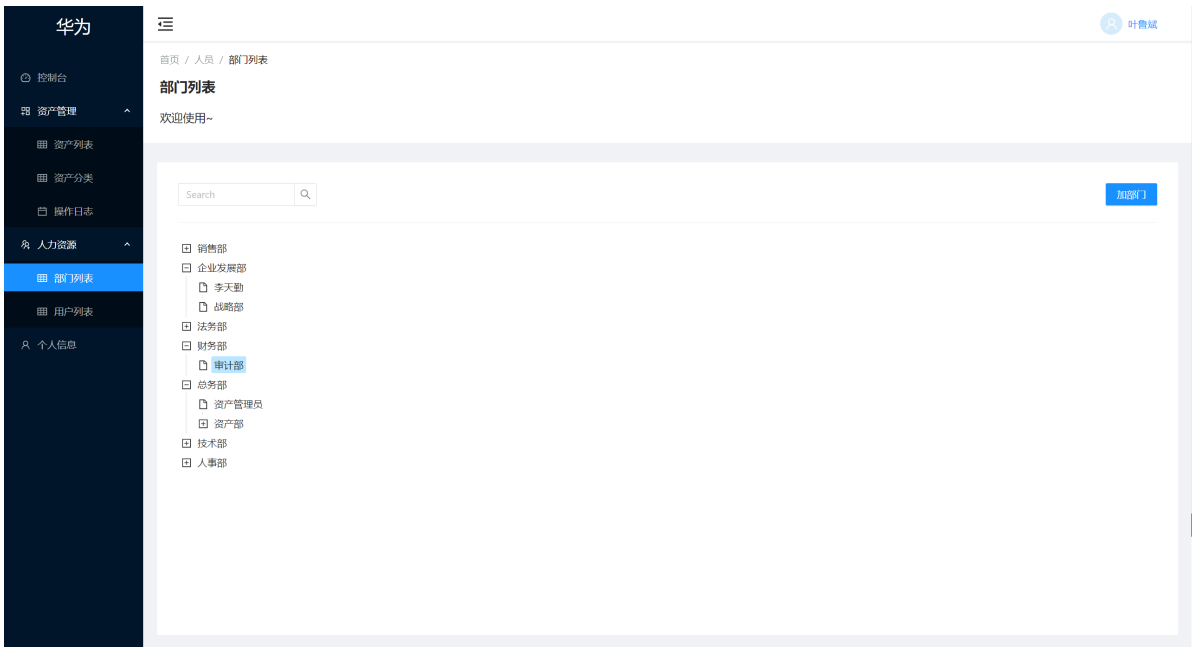 华为
控制台
资产管理
资产列表
资产分类
操作日志
人力资源
部门列表
用户列表
个人信息
叶鲁斌
首页 / 人员 / 部门列表
部门列表
欢迎使用~
Search
加部门
销售部
企业发展部
李天勤
战略部
法务部
财务部
审计部
总务部
资产管理员
资产部
技术部
人事部